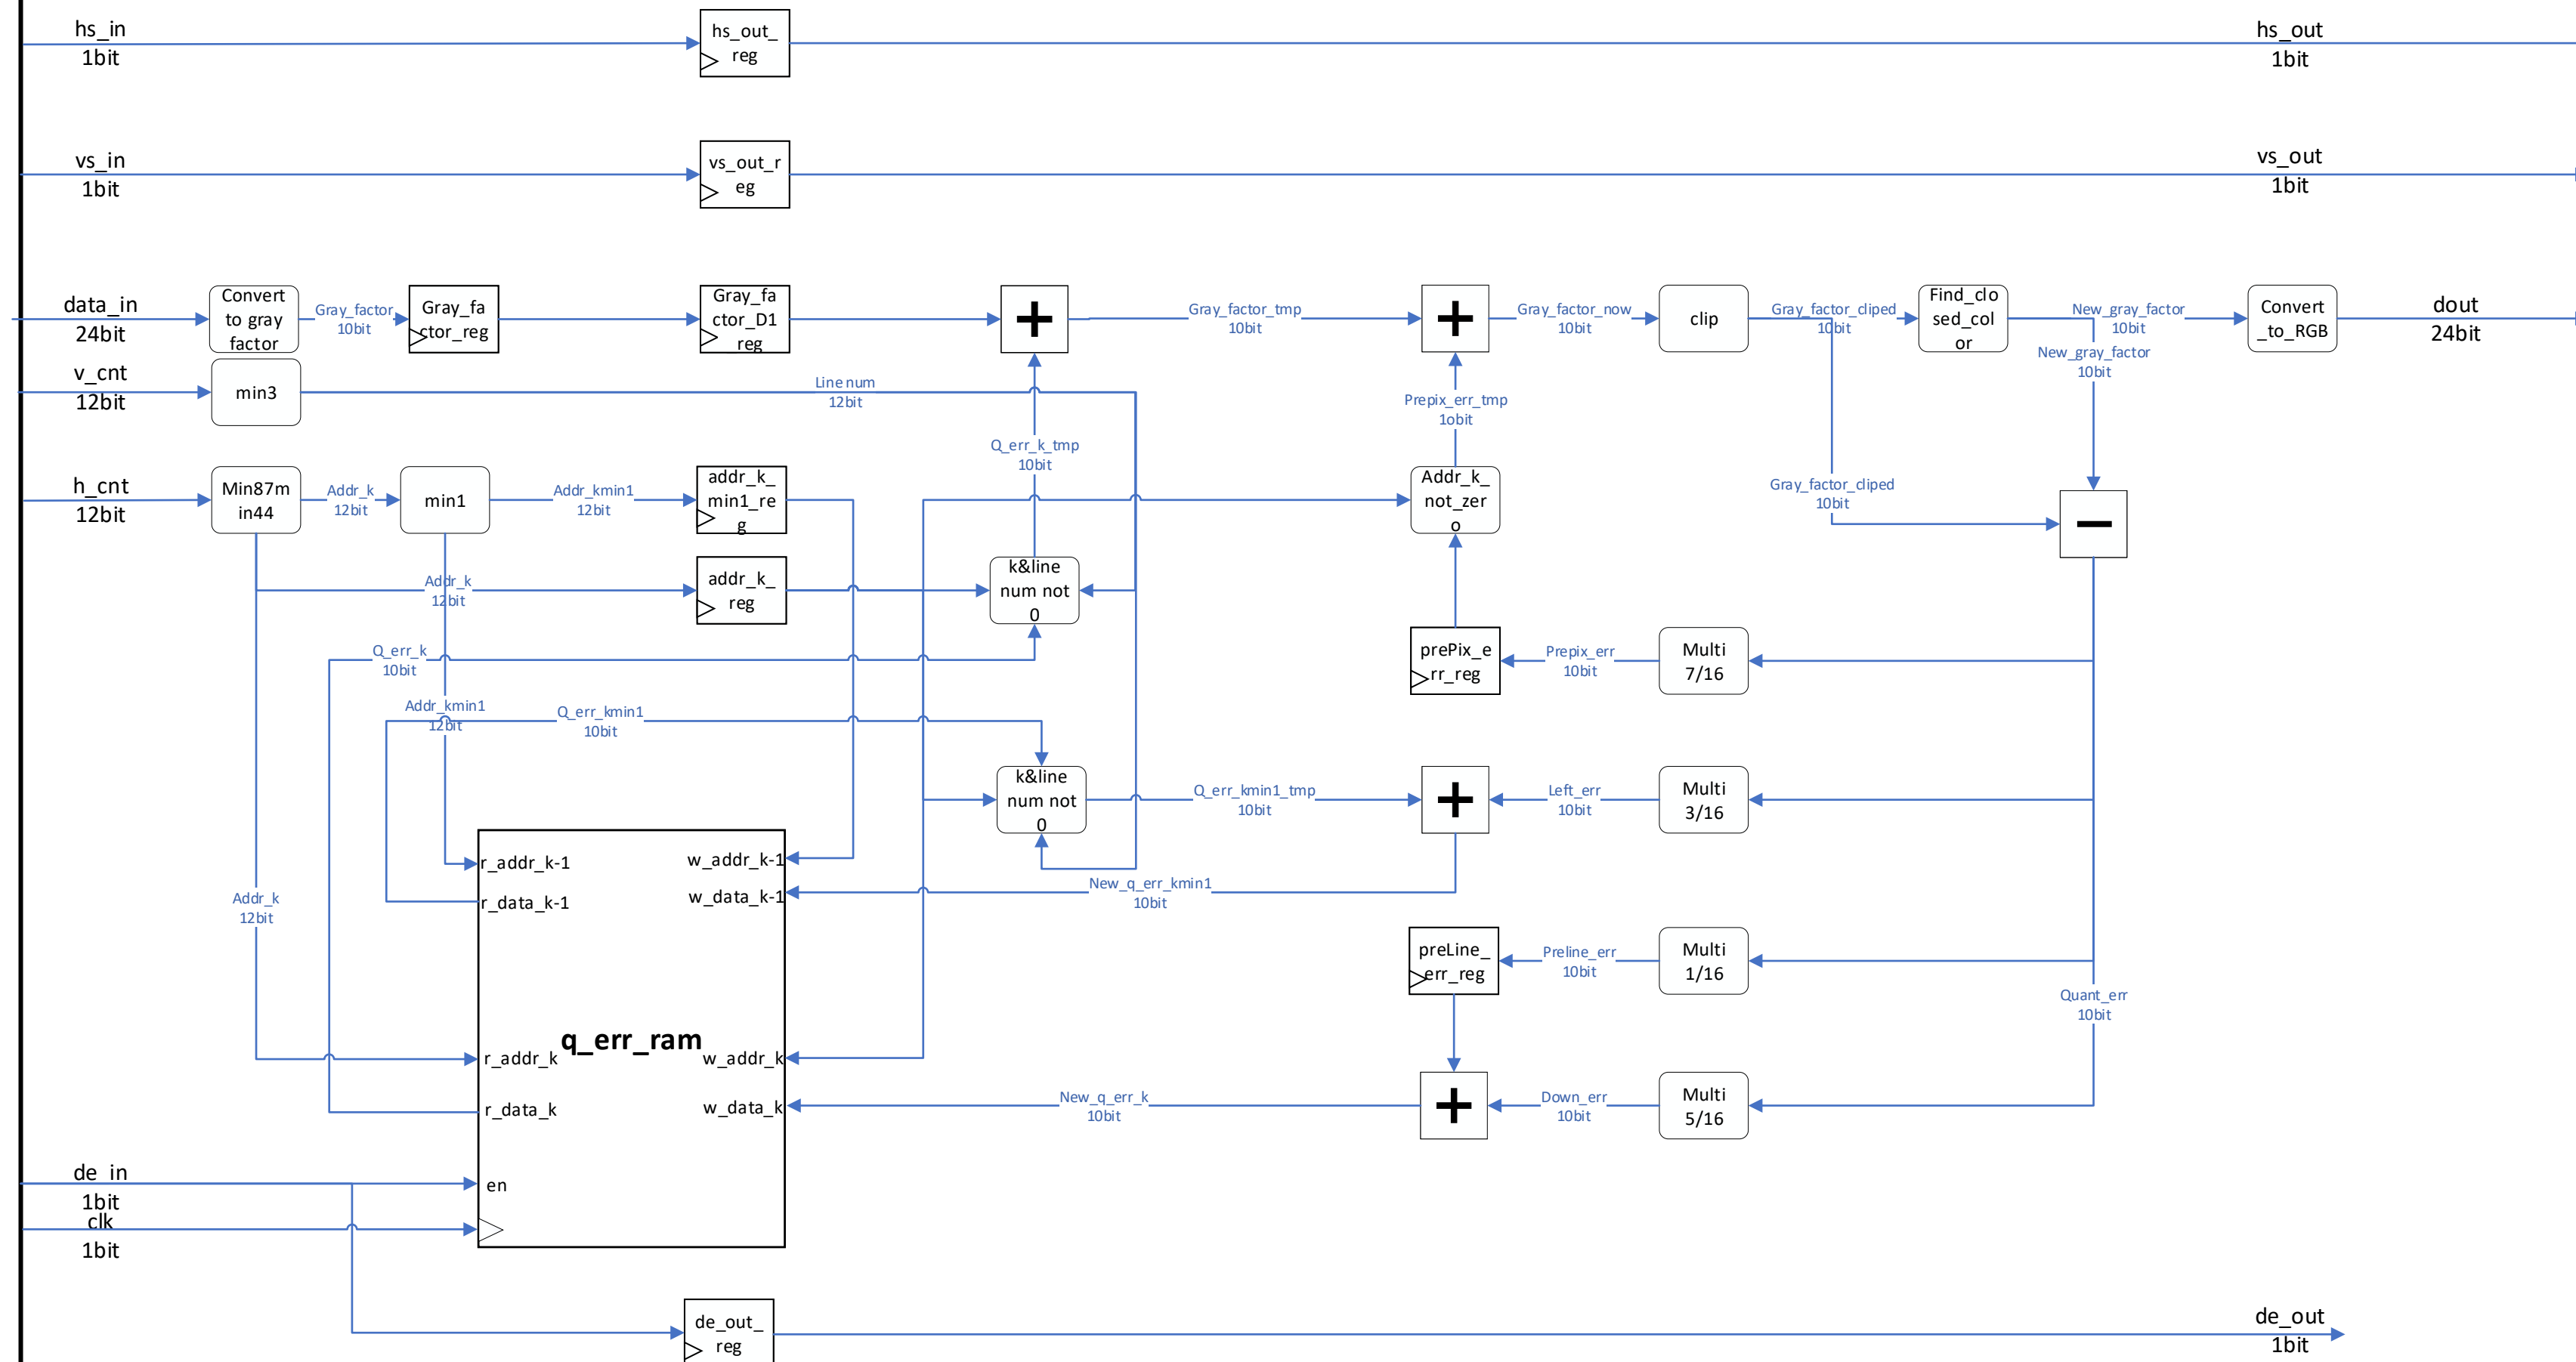 hs_in
1bit
hs_out_
reg
hs_out
1bit
vs_in
1bit
vs_out_r
eg
vs_out
1bit
data_in
24bit
Convert
to gray
factor
Gray_factor
10bit
Gray_fa
ctor_reg
Gray_fa
ctor_D1
reg
+
Gray_factor_tmp
10bit
+
Gray_factor_now
10bit
clip
Gray_factor_cliped
10bit
Find_clo
sed_col
or
New_gray_factor
10bit
Convert
_to_RGB
dout
24bit
New_gray_factor
10bit
v_cnt
12bit
min3
Line num
12bit
Prepix_err_tmp
1obit
Q_err_k_tmp
10bit
h_cnt
12bit
Min87m
in44
Addr_k
12bit
min1
Addr_kmin1
12bit
addr_k_
min1_re
g
Addr_k_
not_zer
o
Gray_factor_cliped
10bit
—
Addr_k
12bit
addr_k_
reg
k&line
num not
0
Q_err_k
10bit
prePix_e
rr_reg
Prepix_err
10bit
Multi
7/16
Addr_kmin1
12bit
Q_err_kmin1
10bit
k&line
num not
0
Q_err_kmin1_tmp
10bit
+
Left_err
10bit
Multi
3/16
r_addr_k-1
w_addr_k-1
r_data_k-1
w_data_k-1
New_q_err_kmin1
10bit
Addr_k
12bit
preLine_
err_reg
Preline_err
10bit
Multi
1/16
Quant_err
10bit
q_err_ram
r_addr_k
w_addr_k
r_data_k
w_data_k
New_q_err_k
10bit
+
Down_err
10bit
Multi
5/16
de_in
1bit
en
clk
1bit
de_out_
reg
de_out
1bit